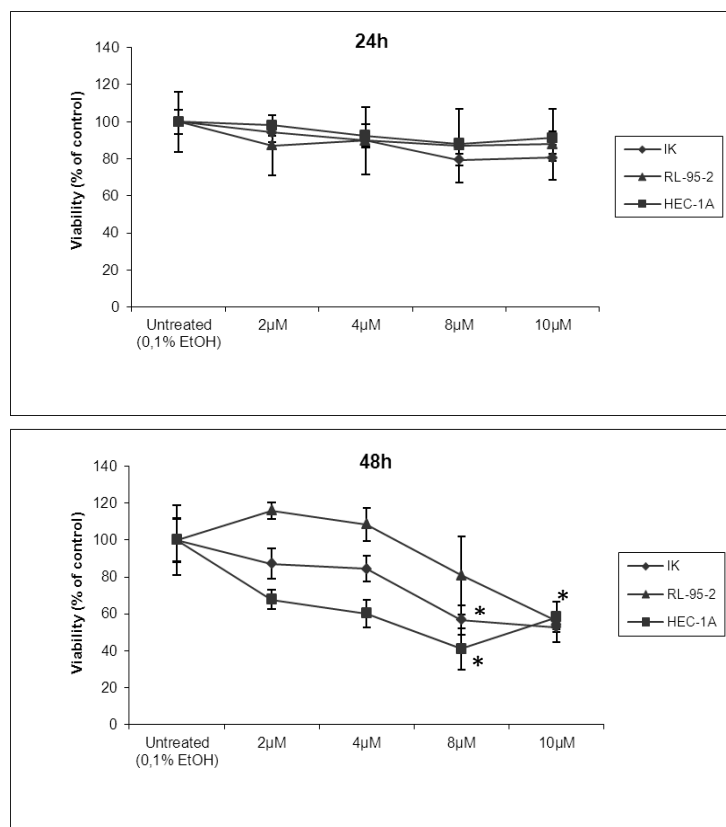 24h
Viability (% of control)
140
120
100
80
60
40
20
0
Untreated
(0,1% EtOH)
2µM
4µM
8µM
10µM
IK
RL-95-2
HEC-1A
48h
Viability (% of control)
140
120
100
80
60
40
20
0
*
*
*
Untreated
(0,1% EtOH)
2µM
4µM
8µM
10µM
IK
RL-95-2
HEC-1A